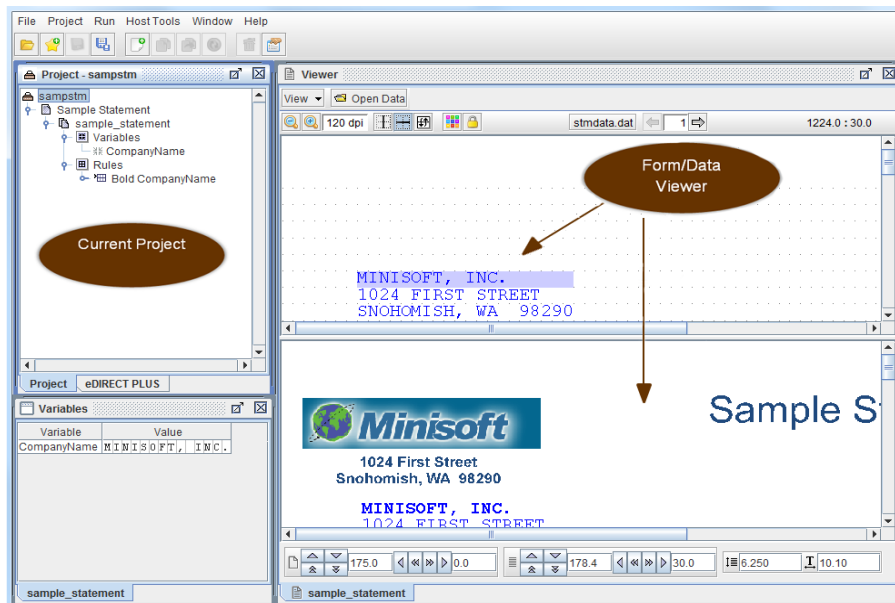 File Project Run Host Tools Window Help
Project - sampstm
sampstm
Sample Statement
sample_statement
Variables
CompanyName
Rules
Bold CompanyName
Current Project
Project eDIRECT PLUS
Variables
Variable Value
CompanyName MINISOFT, INC.
sample_statement
Viewer
View Open Data
120 dpi stmdata.dat 1 1224.0 : 30.0
Form/Data
Viewer
MINISOFT, INC.
1024 FIRST STREET
SNOHOMISH, WA 98290
Minisoft
Sample S
1024 First Street
Snohomish, WA 98290
MINISOFT, INC.
1024 FIRST STREET
175.0 0.0 178.4 30.0 6.250 10.10
sample_statement